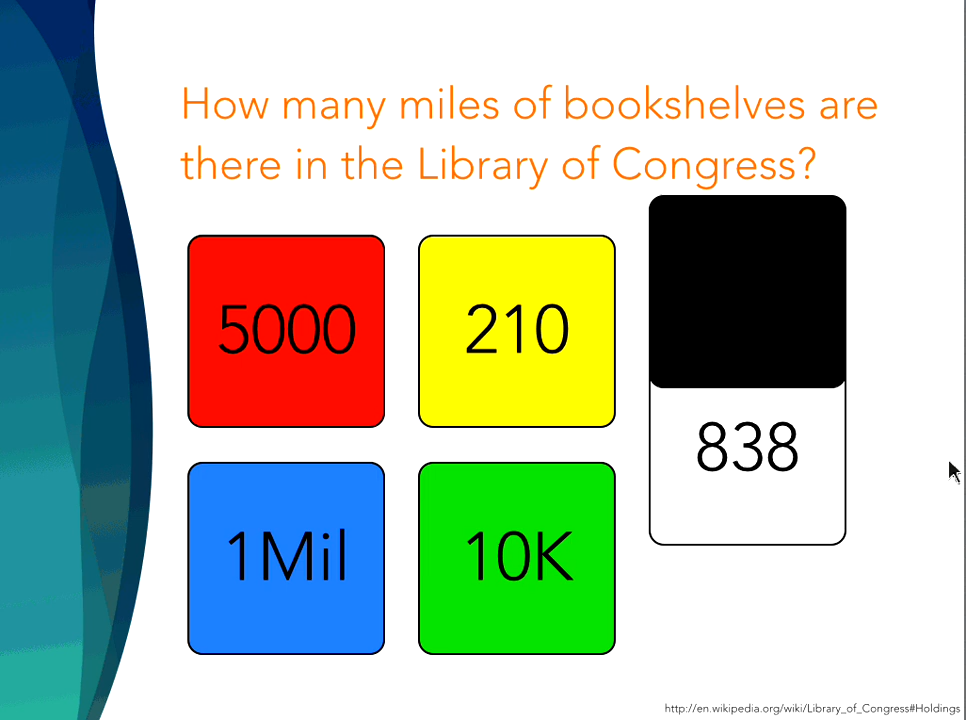 How many miles of bookshelves are
there in the Library of Congress?
5000
210
838
1Mil
10K
http://en.wikipedia.org/wiki/Library_of_Congress#Holdings